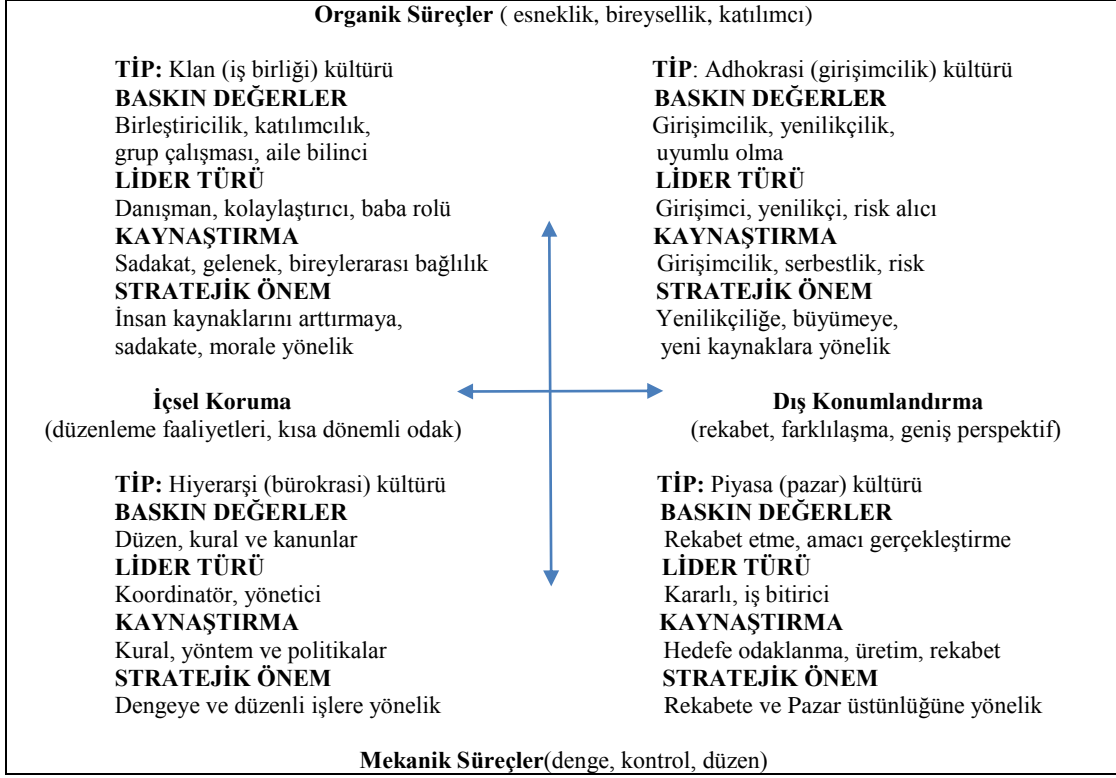 Organik Süreçler ( esneklik, bireysellik, katılımcı)
TİP: Klan (iş birliği) kültürü
BASKIN DEĞERLER
Birleştiricilik, katılımcılık,
grup çalışması, aile bilinci
LİDER TÜRÜ
Danışman, kolaylaştırıcı, baba rolü
KAYNAŞTIRMA
Sadakat, gelenek, bireylerarası bağlılık
STRATEJİK ÖNEM
İnsan kaynaklarını arttırmaya,
sadakate, morale yönelik
TİP: Adhokrasi (girişimcilik) kültürü
BASKIN DEĞERLER
Girişimcilik, yenilikçilik,
uyumlu olma
LİDER TÜRÜ
Girişimci, yenilikçi, risk alıcı
KAYNAŞTIRMA
Girişimcilik, serbestlik, risk
STRATEJİK ÖNEM
Yenilikçiliğe, büyümeye,
yeni kaynaklara yönelik
İçsel Koruma
(düzenleme faaliyetleri, kısa dönemli odak)
Dış Konumlandırma
(rekabet, farklılaşma, geniş perspektif)
TİP: Hiyerarşi (bürokrasi) kültürü
BASKIN DEĞERLER
Düzen, kural ve kanunlar
LİDER TÜRÜ
Koordinatör, yönetici
KAYNAŞTIRMA
Kural, yöntem ve politikalar
STRATEJİK ÖNEM
Dengeye ve düzenli işlere yönelik
TİP: Piyasa (pazar) kültürü
BASKIN DEĞERLER
Rekabet etme, amacı gerçekleştirme
LİDER TÜRÜ
Kararlı, iş bitirici
KAYNAŞTIRMA
Hedefe odaklanma, üretim, rekabet
STRATEJİK ÖNEM
Rekabete ve Pazar üstünlüğüne yönelik
Mekanik Süreçler(denge, kontrol, düzen)